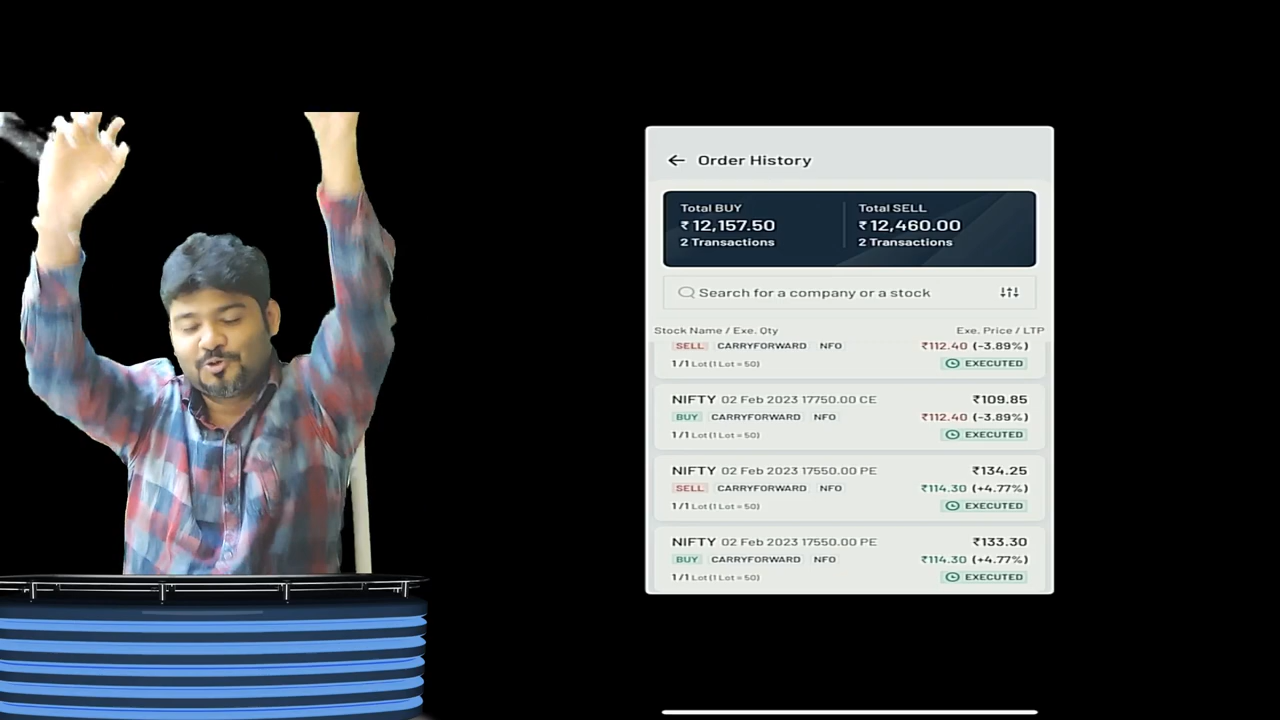 ← Order History
Total BUY
₹12,157.50
2 Transactions
Total SELL
₹12,460.00
2 Transactions
Search for a company or a stock
Stock Name / Exe. Qty
Exe. Price / LTP
SELL CARRYFORWARD NFO ₹112.40 (-3.89%)
1/1 Lot (1 Lot = 50) EXECUTED
NIFTY 02 Feb 2023 17750.00 CE ₹109.85
BUY CARRYFORWARD NFO ₹112.40 (-3.89%)
1/1 Lot (1 Lot = 50) EXECUTED
NIFTY 02 Feb 2023 17550.00 PE ₹134.25
SELL CARRYFORWARD NFO ₹114.30 (+4.77%)
1/1 Lot (1 Lot = 50) EXECUTED
NIFTY 02 Feb 2023 17550.00 PE ₹133.30
BUY CARRYFORWARD NFO ₹114.30 (+4.77%)
1/1 Lot (1 Lot = 50) EXECUTED